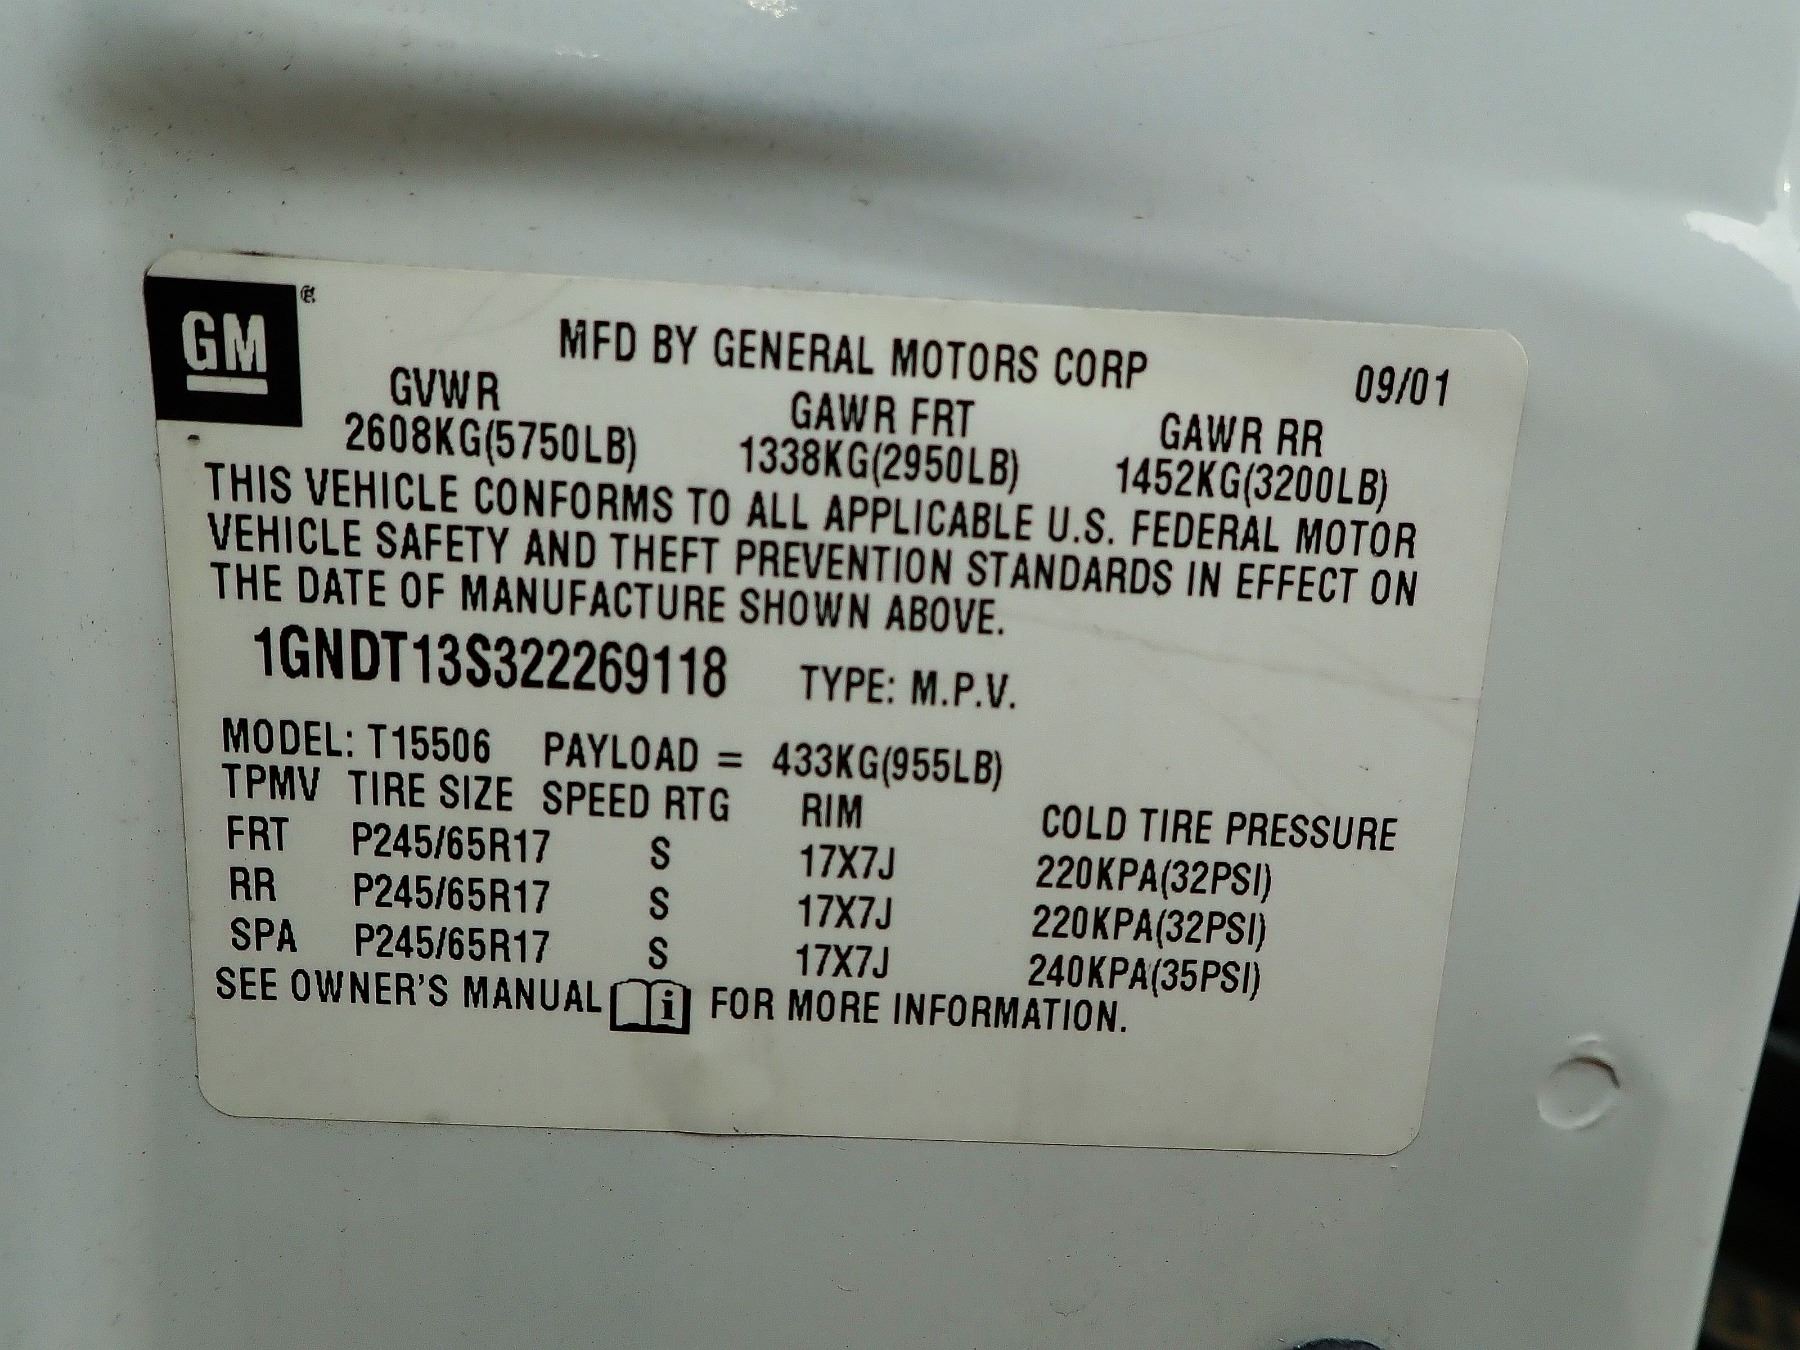 GM®
MFD BY GENERAL MOTORS CORP 09/01
GVWR GAWR FRT GAWR RR
2608KG(5750LB) 1338KG(2950LB) 1452KG(3200LB)
THIS VEHICLE CONFORMS TO ALL APPLICABLE U.S. FEDERAL MOTOR
VEHICLE SAFETY AND THEFT PREVENTION STANDARDS IN EFFECT ON
THE DATE OF MANUFACTURE SHOWN ABOVE.
1GNDT13S322269118 TYPE: M.P.V.
MODEL: T15506 PAYLOAD = 433KG(955LB)
TPMV TIRE SIZE SPEED RTG RIM COLD TIRE PRESSURE
FRT P245/65R17 S 17X7J 220KPA(32PSI)
RR P245/65R17 S 17X7J 220KPA(32PSI)
SPA P245/65R17 S 17X7J 240KPA(35PSI)
SEE OWNER'S MANUAL i FOR MORE INFORMATION.